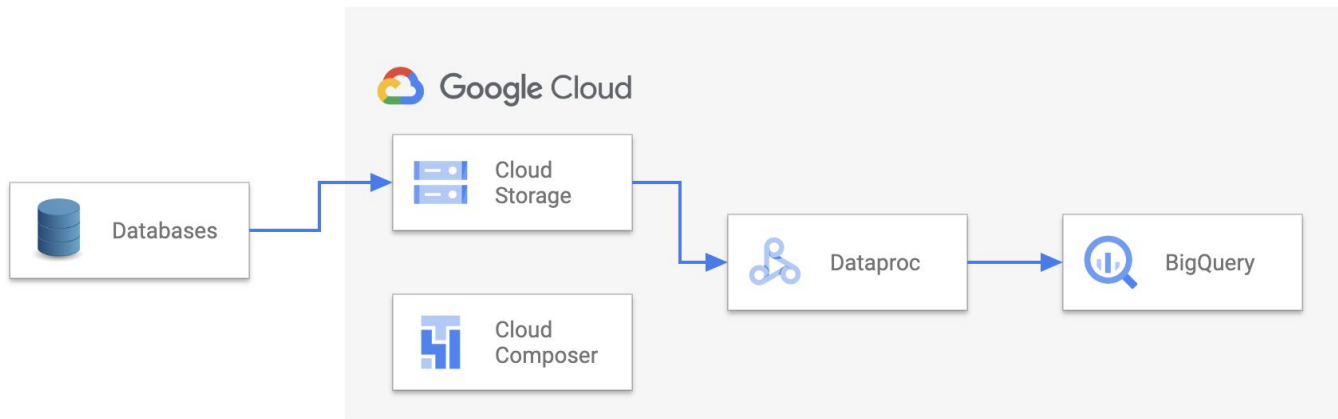 Google Cloud
Databases
Cloud
Storage
Dataproc
BigQuery
Cloud
Composer